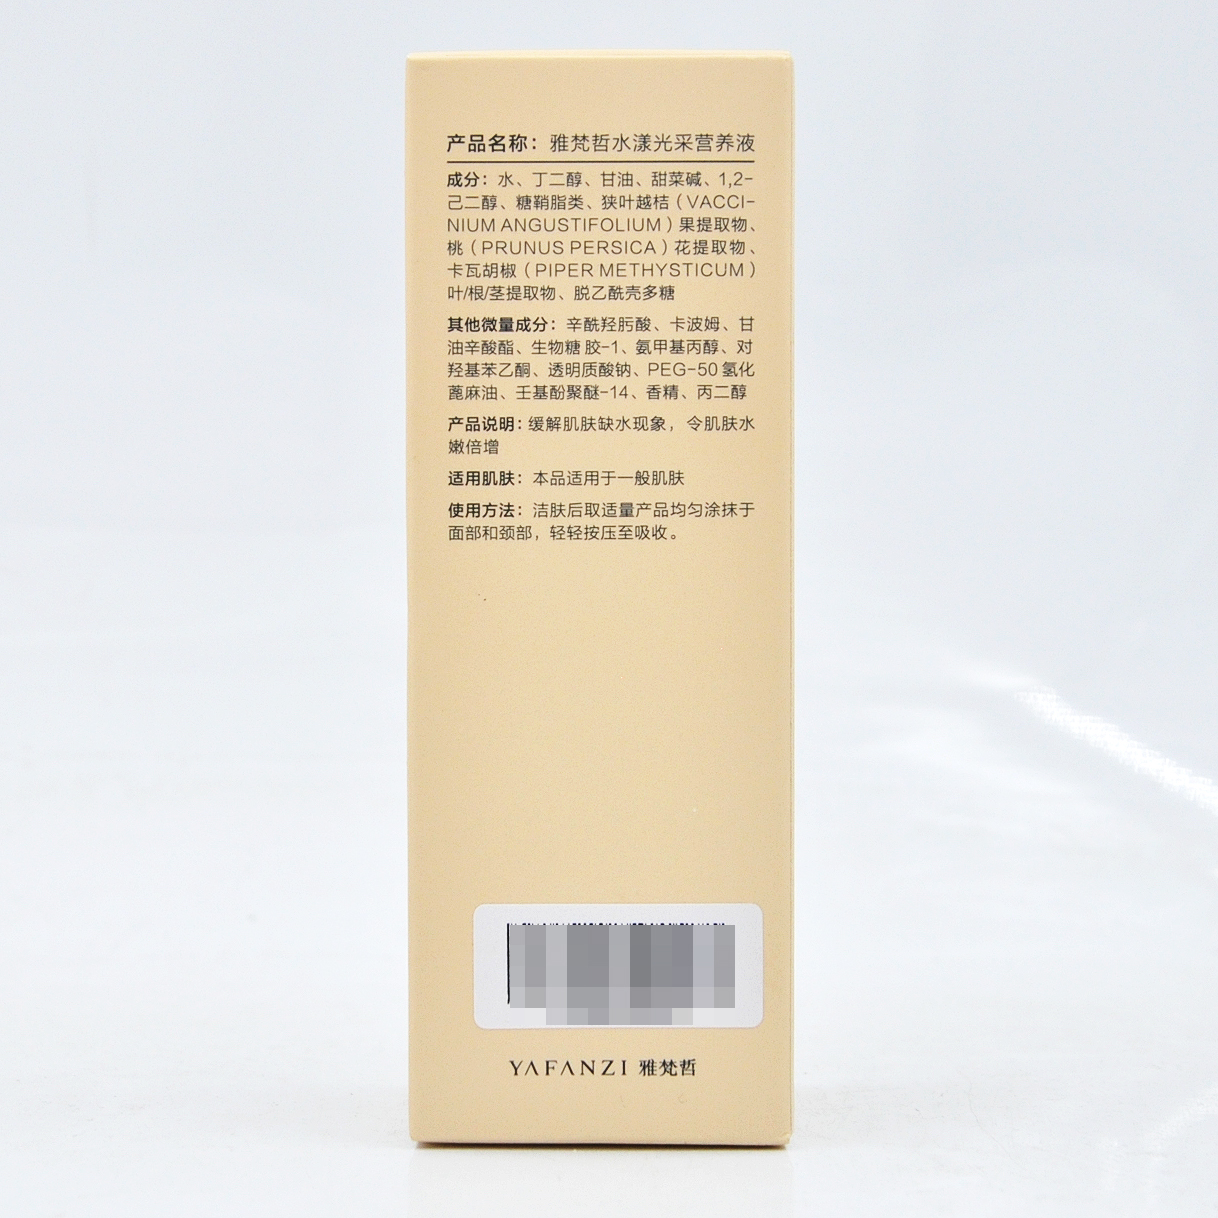 产品名称：雅梵哲水漾光采营养液
成分：水、丁二醇、甘油、甜菜碱、1,2-
己二醇、糖鞘脂类、狭叶越桔（VACCI-
NIUM ANGUSTIFOLIUM）果提取物、
桃（PRUNUS PERSICA）花提取物、
卡瓦胡椒（PIPER METHYSTICUM）
叶/根/茎提取物、脱乙酰壳多糖
其他微量成分：辛酰羟肟酸、卡波姆、甘
油辛酸酯、生物糖胶-1、氨甲基丙醇、对
羟基苯乙酮、透明质酸钠、PEG-50氢化
蓖麻油、壬基酚聚醚-14、香精、丙二醇
产品说明：缓解肌肤缺水现象，令肌肤水
嫩倍增
适用肌肤：本品适用于一般肌肤
使用方法：洁肤后取适量产品均匀涂抹于
面部和颈部，轻轻按压至吸收。
YAFANZI 雅梵哲